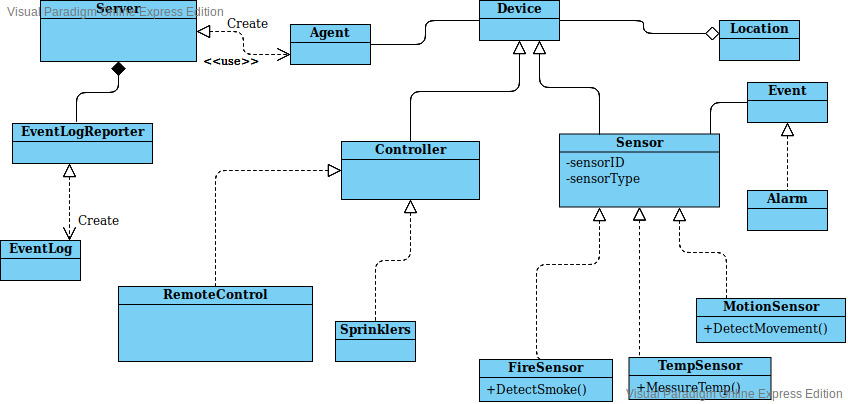 Visual Paradigm Online Express Edition
Server
Create
<<use>>
Agent
Device
Location
Event
EventLogReporter
Controller
Sensor
-sensorID
-sensorType
Alarm
Create
EventLog
RemoteControl
Sprinklers
MotionSensor
+DetectMovement()
FireSensor
+DetectSmoke()
TempSensor
+MessureTemp()
Visual Paradigm Online Express Edition